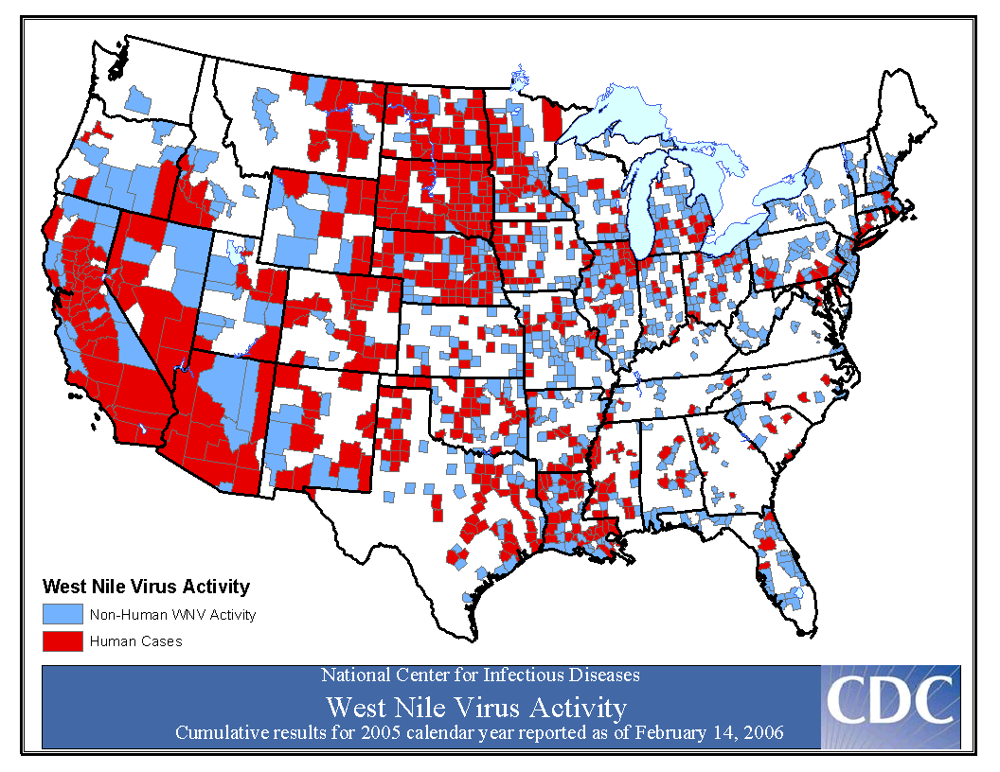 West Nile Virus Activity
Non-Human WNV Activity
Human Cases
National Center for Infectious Diseases
West Nile Virus Activity
Cumulative results for 2005 calendar year reported as of February 14, 2006
CDC